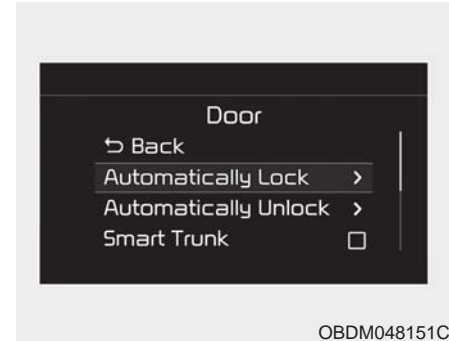 Door
⮌ Back
Automatically Lock >
Automatically Unlock >
Smart Trunk □
OBDM048151C